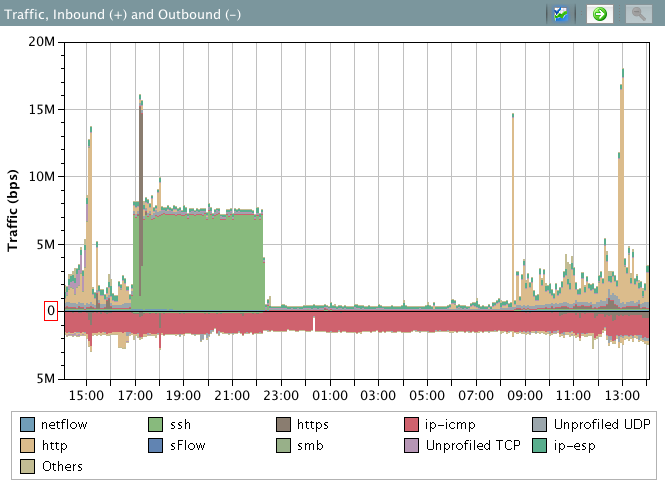 Traffic, Inbound (+) and Outbound (-)
20M
15M
10M
5M
0
5M
Traffic (bps)
15:00 17:00 19:00 21:00 23:00 01:00 03:00 05:00 07:00 09:00 11:00 13:00
netflow ssh https ip-icmp Unprofiled UDP
http sFlow smb Unprofiled TCP ip-esp
Others